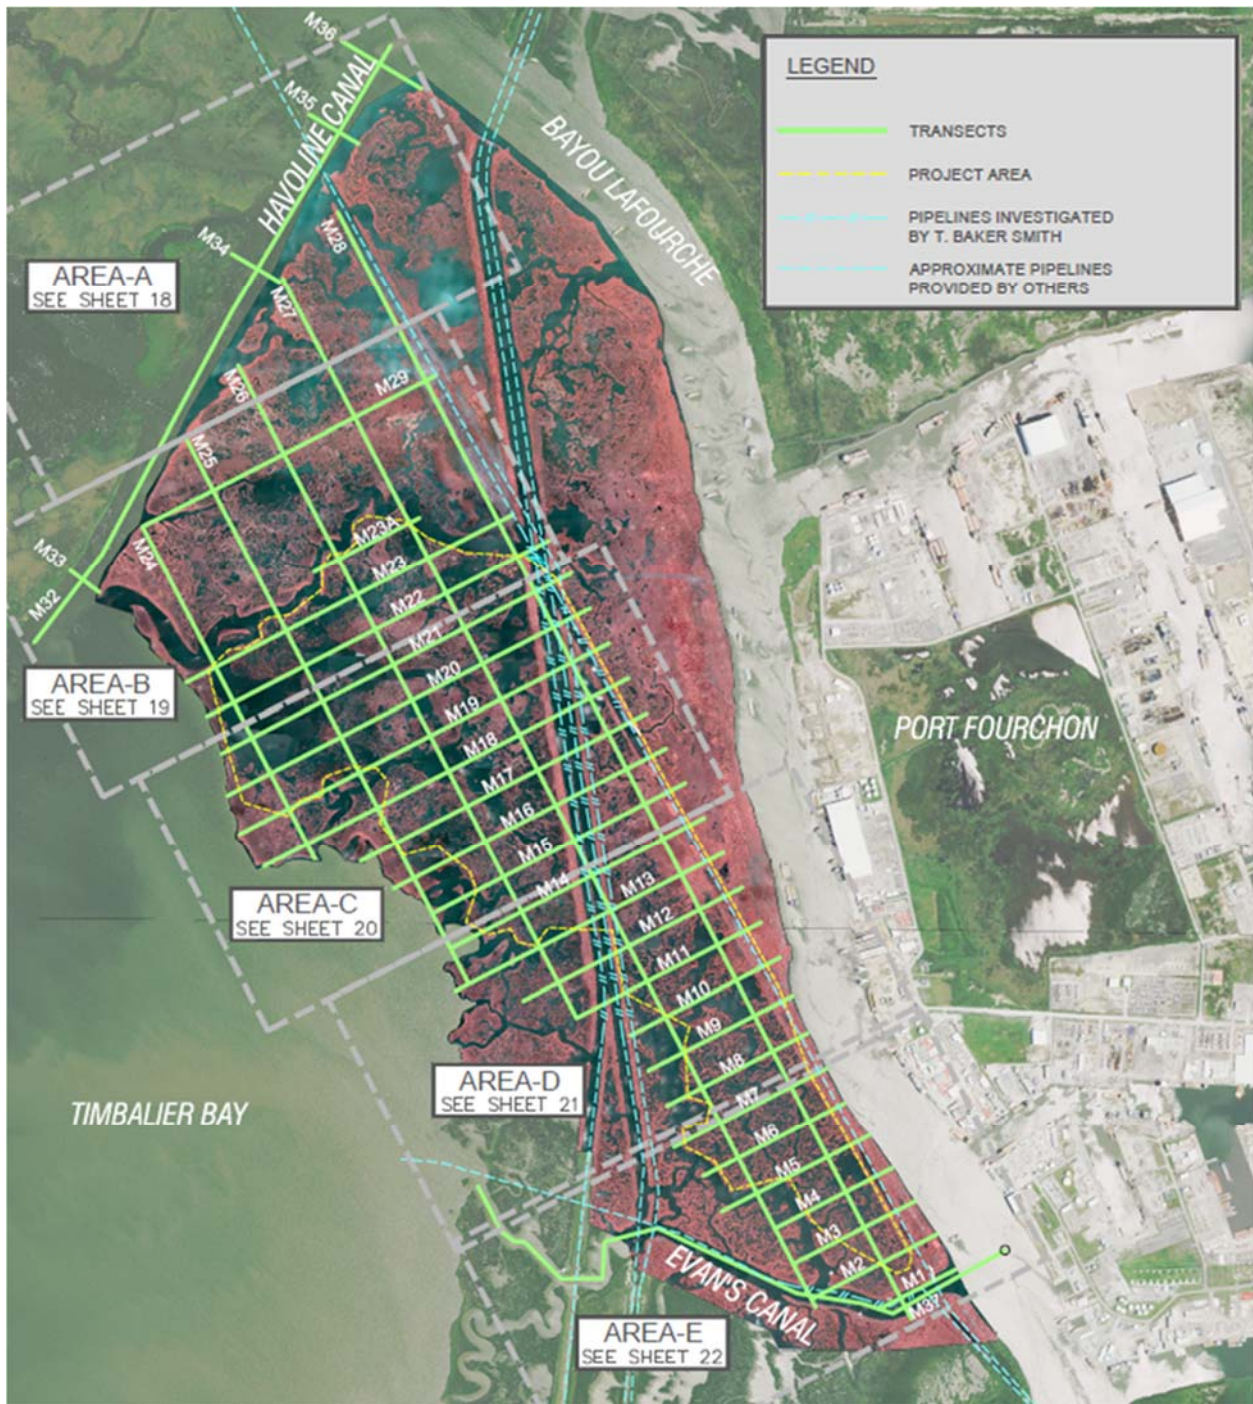 LEGEND
TRANSECTS
PROJECT AREA
PIPELINES INVESTIGATED
BY T. BAKER SMITH
APPROXIMATE PIPELINES
PROVIDED BY OTHERS
M36
M35
HAVOLINE CANAL
BAYOU LAFOURCHE
M34
M28
AREA-A
SEE SHEET 18
M27
M26
M29
M25
M33
M24
M23A
M23
M32
M22
M21
AREA-B
SEE SHEET 19
M20
M19
PORT FOURCHON
M18
M17
M16
M15
M14
M13
AREA-C
SEE SHEET 20
M12
M11
M10
M9
M8
AREA-D
SEE SHEET 21
M7
TIMBALIER BAY
M6
M5
M4
M3
M2
M1
M37
EVAN'S CANAL
AREA-E
SEE SHEET 22